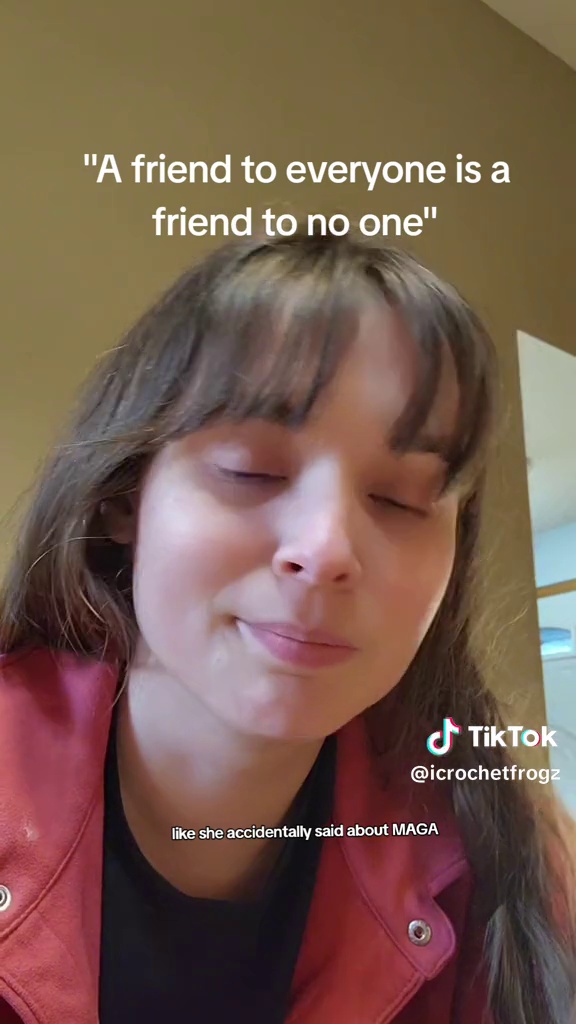 "A friend to everyone is a
friend to no one"
TikTok
@icrochetfrogz
like she accidentally said about MAGA